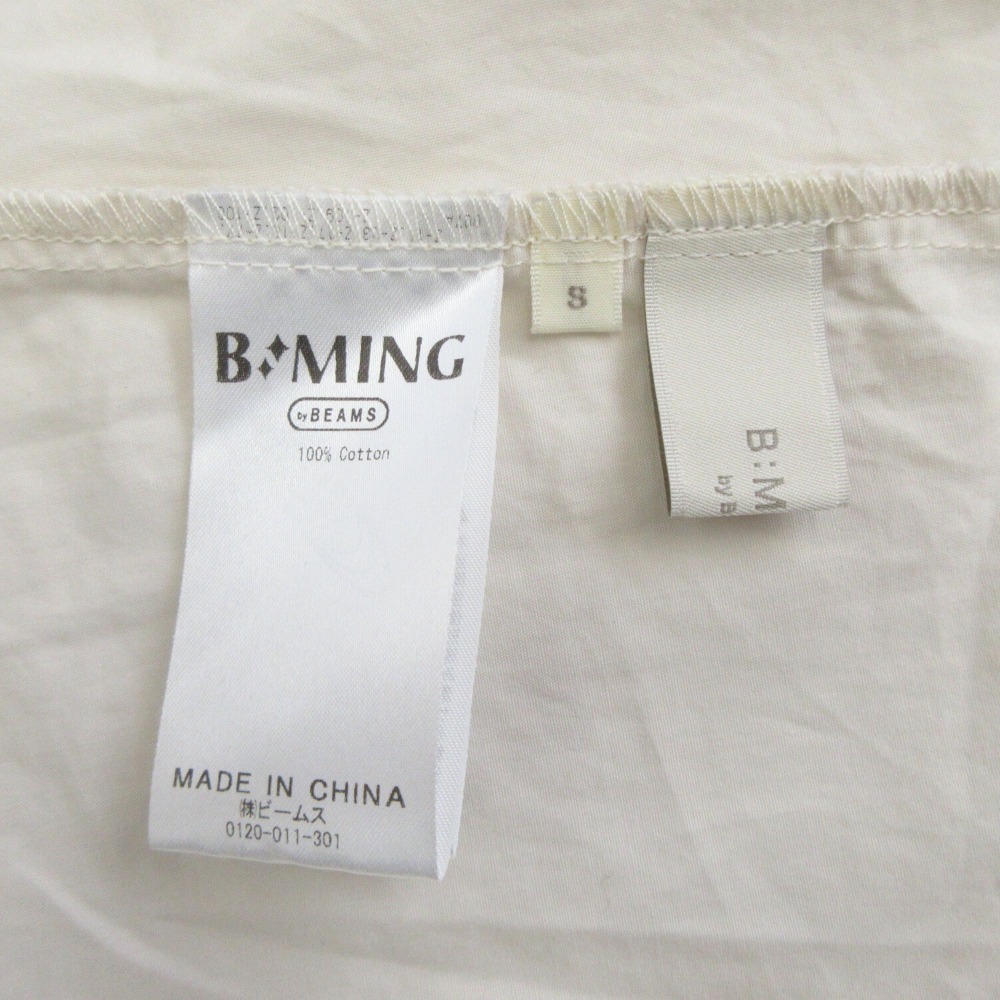 B:MING
by BEAMS
100% Cotton
MADE IN CHINA
㈱ビームス
0120-011-301
S
B:M
by B